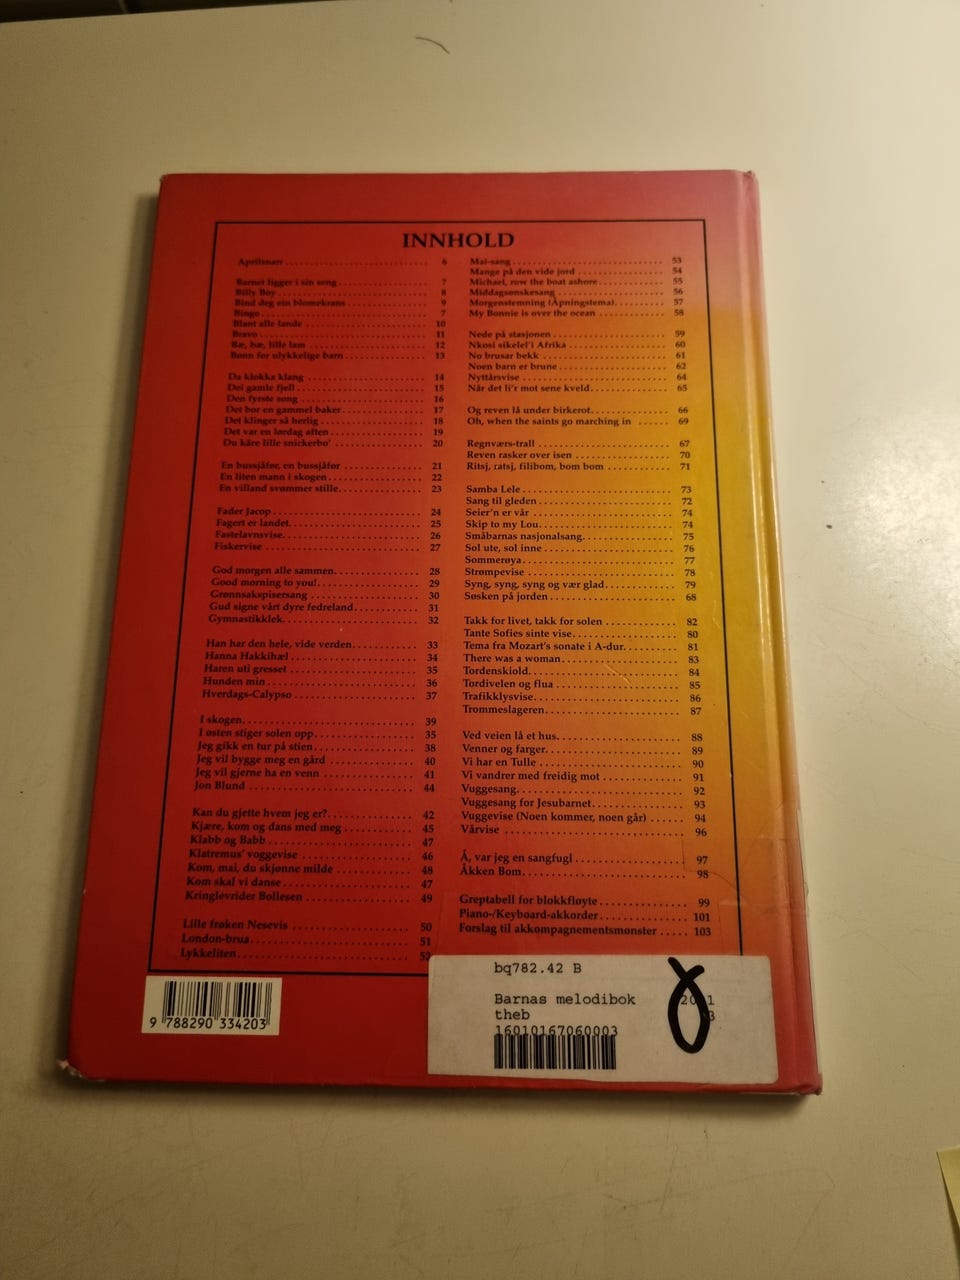 INNHOLD
Aprilsnarr 6
Barnet ligger i sin seng 7
Billy Boy 8
Bind deg ein blomekrans 9
Bingo 7
Blant alle lande 10
Bravo 11
Bæ, bæ, lille lam 12
Bønn for ulykkelige barn 13
Da klokka klang 14
Dei gamle fjell 15
Den fyrste song 16
Det bor en gammel baker 17
Det klinger så herlig 18
Det var en lørdag aften 19
Du käre lille snickerbo' 20
En bussjåfør, en bussjåfør 21
En liten mann i skogen 22
En villand svømmer stille 23
Fader Jacop 24
Fagert er landet 25
Fastelavnsvise 26
Fiskervise 27
God morgen alle sammen 28
Good morning to you! 29
Grønnsakspisersang 30
Gud signe vårt dyre fedreland 31
Gymnastikklek 32
Han har den hele, vide verden 33
Hanna Hakkihæl 34
Haren uti gresset 35
Hunden min 36
Hverdags-Calypso 37
I skogen 39
I østen stiger solen opp 35
Jeg gikk en tur på stien 38
Jeg vil bygge meg en gård 40
Jeg vil gjerne ha en venn 41
Jon Blund 44
Kan du gjette hvem jeg er? 42
Kjære, kom og dans med meg 45
Klabb og Babb 47
Klatremus' voggevise 46
Kom, mai, du skjønne milde 48
Kom skal vi danse 47
Kringlevrider Bollesen 49
Lille frøken Nesevis 50
London-brua 51
Lykkeliten 52
Mai-sang 53
Mange på den vide jord 54
Michael, row the boat ashore 55
Middagsønskesang 56
Morgenstemning (Åpningstema) 57
My Bonnie is over the ocean 58
Nede på stasjonen 59
Nkosi sikelel'i Afrika 60
No brusar bekk 61
Noen barn er brune 62
Nyttårsvise 64
Når det li'r mot sene kveld 65
Og reven lå under birkerot 66
Oh, when the saints go marching in 69
Regnværs-trall 67
Reven rasker over isen 70
Ritsj, ratsj, filibom, bom bom 71
Samba Lele 73
Sang til gleden 72
Seier'n er vår 74
Skip to my Lou 74
Småbarnas nasjonalsang 75
Sol ute, sol inne 76
Sommerøya 77
Strømpevise 78
Syng, syng, syng og vær glad 79
Søsken på jorden 68
Takk for livet, takk for solen 82
Tante Sofies sinte vise 80
Tema fra Mozart's sonate i A-dur 81
There was a woman 83
Tordenskiold 84
Tordivelen og flua 85
Trafikklysvise 86
Trommeslageren 87
Ved veien lå et hus 88
Venner og farger 89
Vi har en Tulle 90
Vi vandrer med freidig mot 91
Vuggesang 92
Vuggesang for Jesubarnet 93
Vuggevise (Noen kommer, noen går) 94
Vårvise 96
Å, var jeg en sangfugl 97
Åkken Bom 98
Greptabell for blokkfløyte 99
Piano-/Keyboard-akkorder 101
Forslag til akkompagnementsmønster 103
9 788290 334203
bq782.42 B
Barnas melodibok
theb
16010167060003